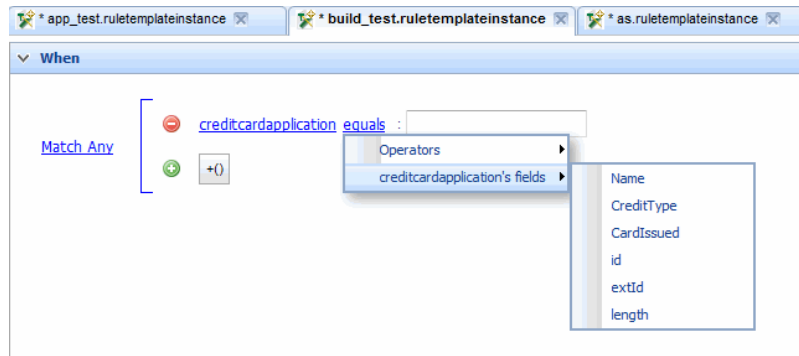 * app_test.ruletemplateinstance * build_test.ruletemplateinstance * as.ruletemplateinstance
When
creditcardapplication equals :
Match Any
+()
Operators
creditcardapplication's fields
Name
CreditType
CardIssued
id
extId
length